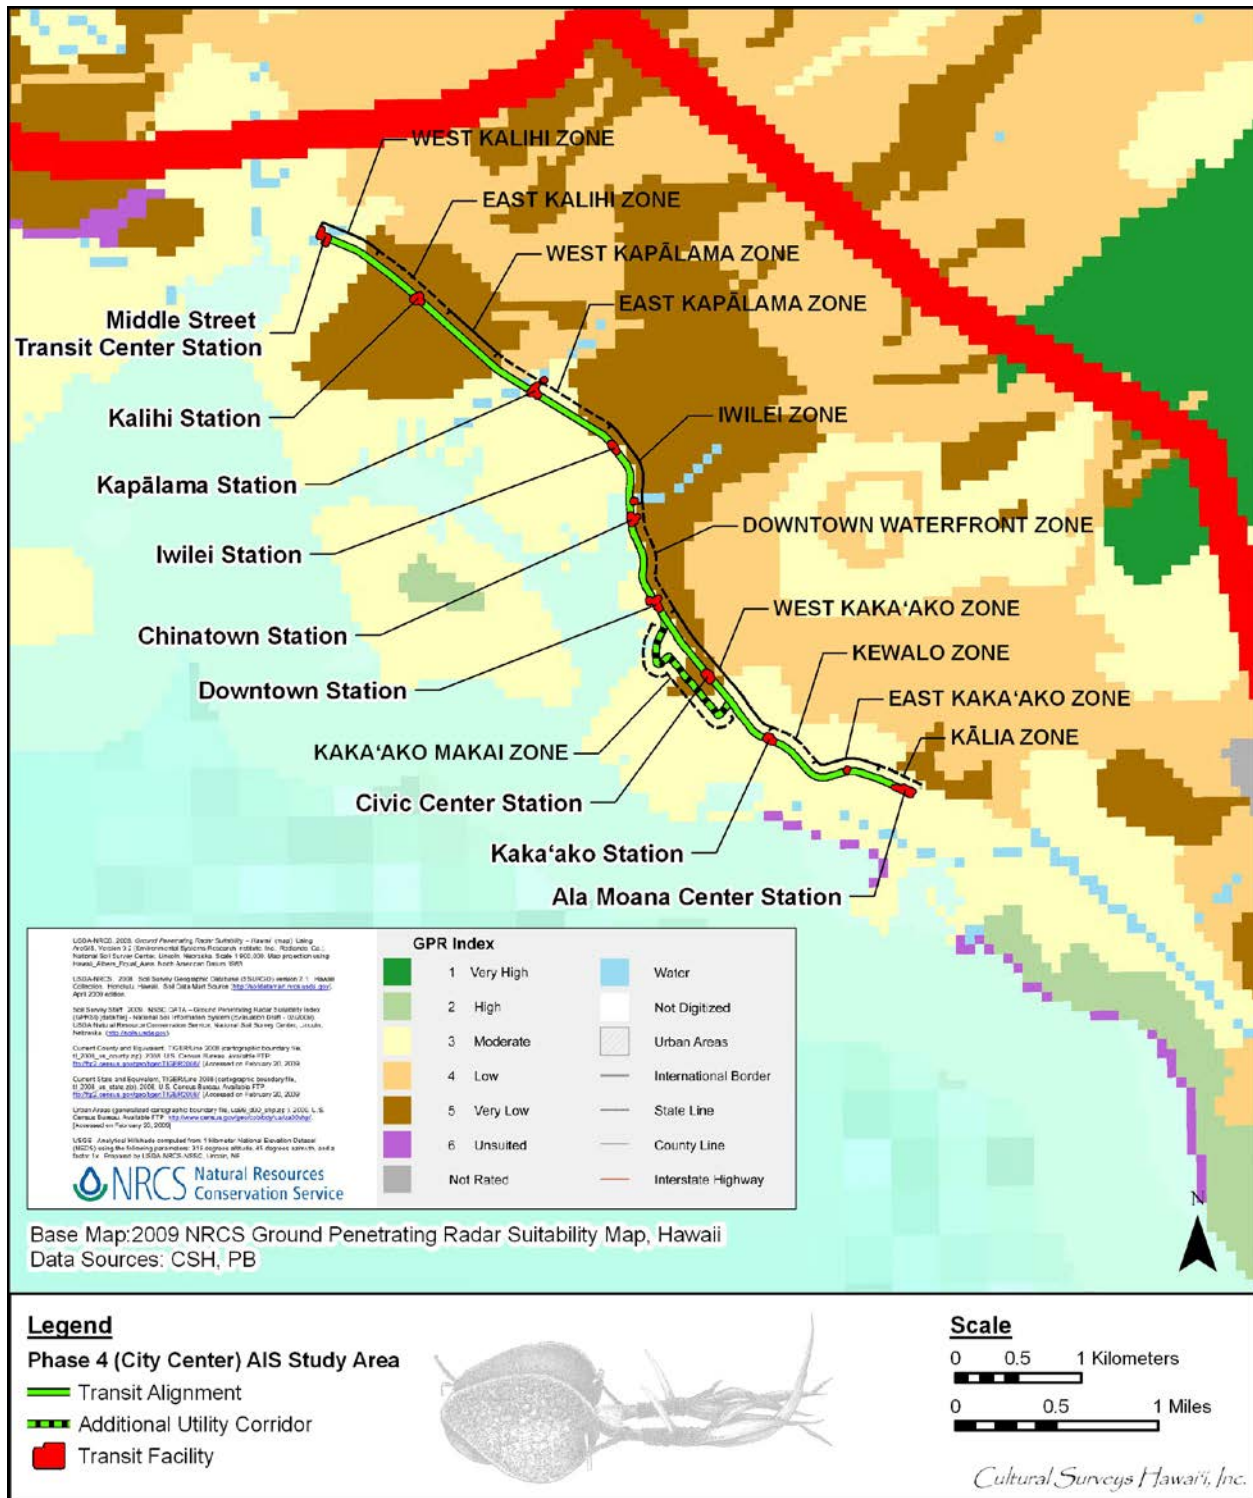 WEST KALIHI ZONE
EAST KALIHI ZONE
WEST KAPĀLAMA ZONE
EAST KAPĀLAMA ZONE
Middle Street
Transit Center Station
Kalihi Station
IWILEI ZONE
Kapālama Station
DOWNTOWN WATERFRONT ZONE
Iwilei Station
WEST KAKA‘AKO ZONE
Chinatown Station
KEWALO ZONE
Downtown Station
EAST KAKA‘AKO ZONE
KĀLIA ZONE
KAKA‘AKO MAKAI ZONE
Civic Center Station
Kaka‘ako Station
Ala Moana Center Station
GPR Index
1 Very High
2 High
3 Moderate
4 Low
5 Very Low
6 Unsuited
Not Rated
Water
Not Digitized
Urban Areas
International Border
State Line
County Line
Interstate Highway
NRCS Natural Resources
Conservation Service
N
Base Map:2009 NRCS Ground Penetrating Radar Suitability Map, Hawaii
Data Sources: CSH, PB
Legend
Phase 4 (City Center) AIS Study Area
Transit Alignment
Additional Utility Corridor
Transit Facility
Scale
0 0.5 1 Kilometers
0 0.5 1 Miles
Cultural Surveys Hawai‘i, Inc.